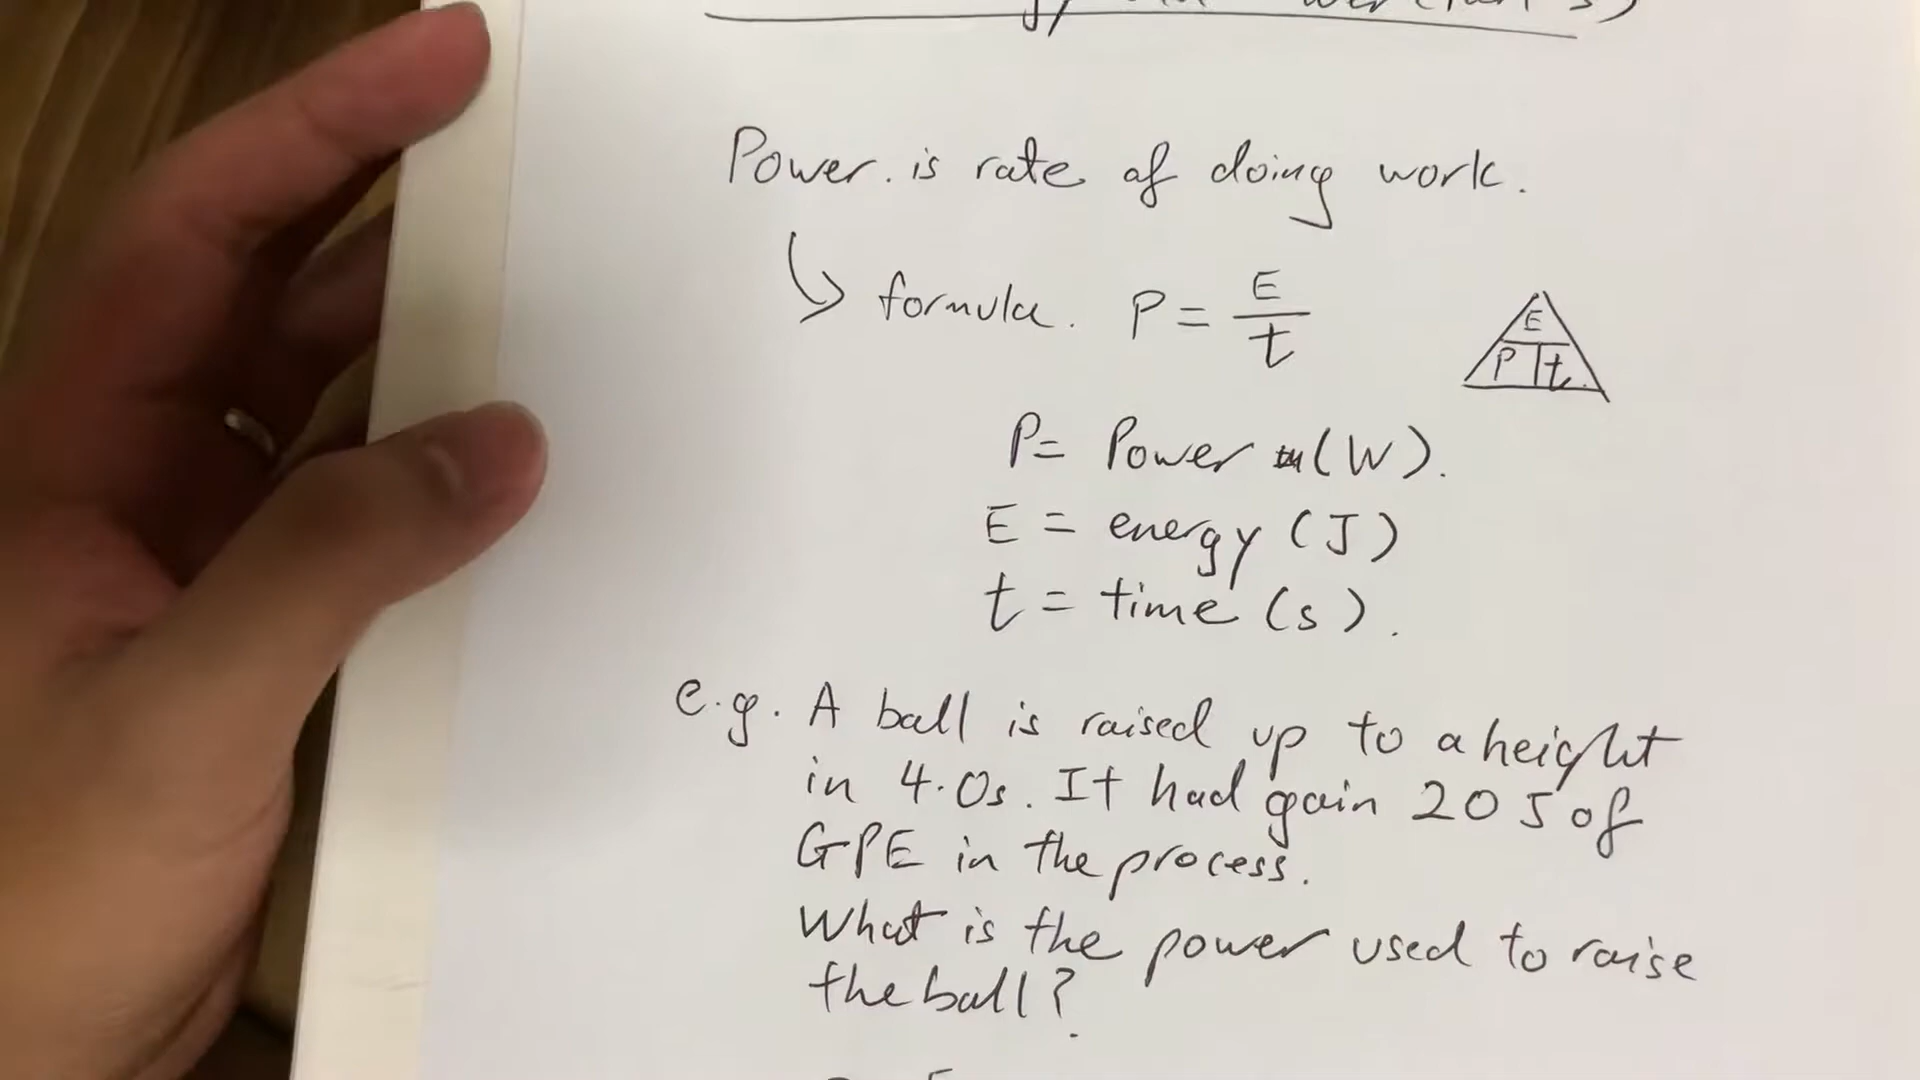 Power. is rate of doing work.
formula. P = E/t
E
P t
P = Power (W).
E = energy (J)
t = time (s).
e.g. A ball is raised up to a height
in 4.0s. It had gain 20 J of
GPE in the process.
What is the power used to raise
the ball?